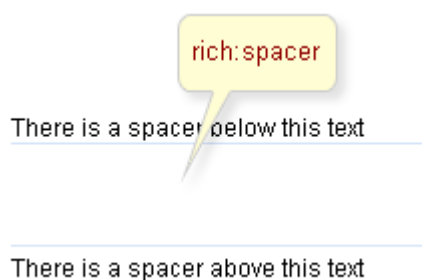 rich:spacer
There is a spacer below this text
There is a spacer above this text